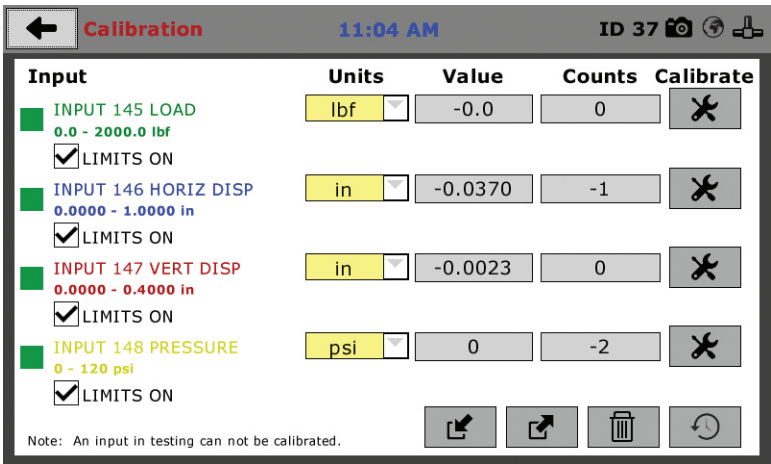 Calibration 11:04 AM ID 37
Input Units Value Counts Calibrate
INPUT 145 LOAD lbf -0.0 0
0.0 - 2000.0 lbf
LIMITS ON
INPUT 146 HORIZ DISP in -0.0370 -1
0.0000 - 1.0000 in
LIMITS ON
INPUT 147 VERT DISP in -0.0023 0
0.0000 - 0.4000 in
LIMITS ON
INPUT 148 PRESSURE psi 0 -2
0 - 120 psi
LIMITS ON
Note: An input in testing can not be calibrated.